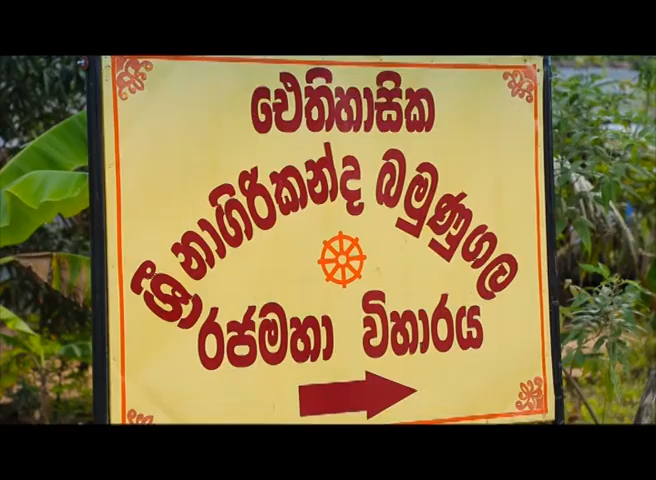 ඓතිහාසික
ශ්‍රී නාගිරිකන්ද බමුණුගල
රජමහා විහාරය